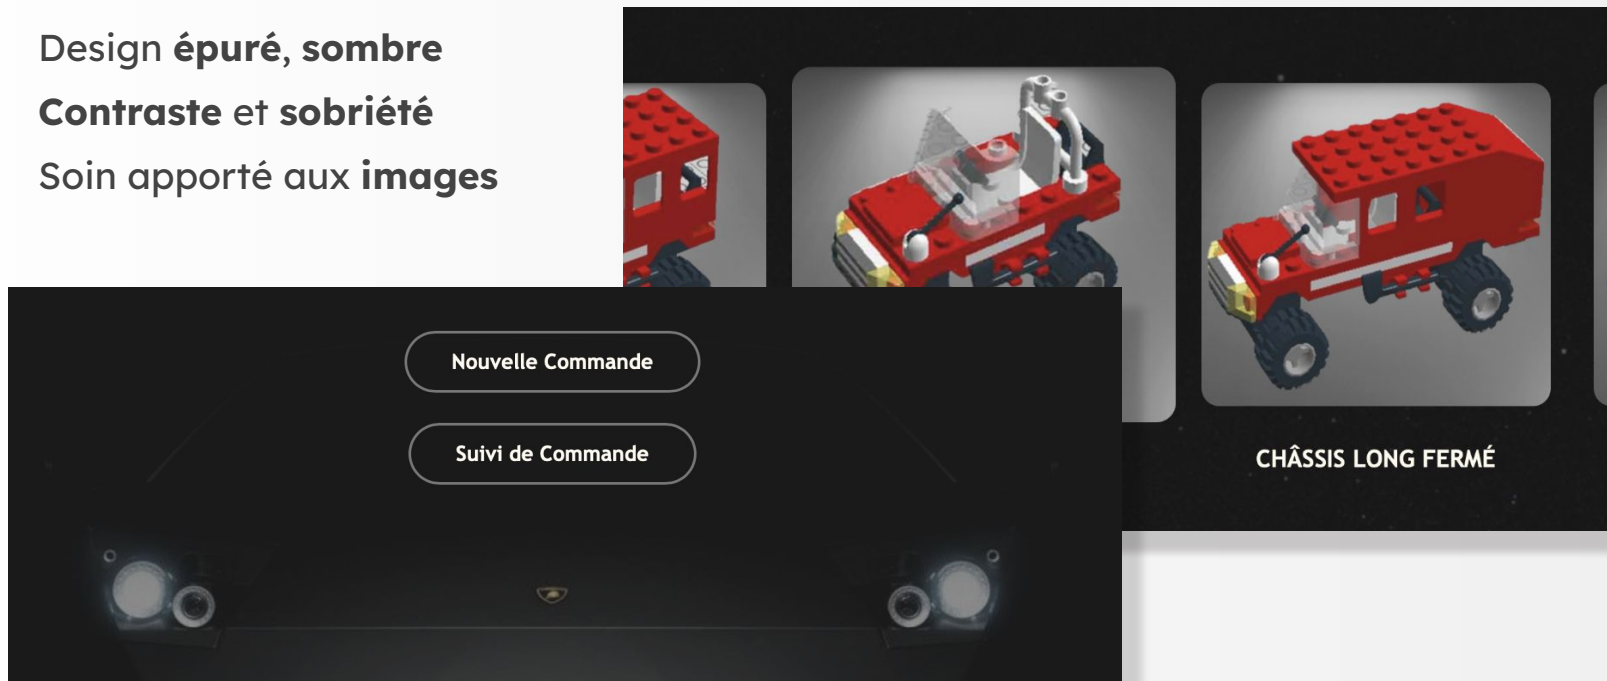 Design épuré, sombre
Contraste et sobriété
Soin apporté aux images
Nouvelle Commande
Suivi de Commande
CHÂSSIS LONG FERMÉ